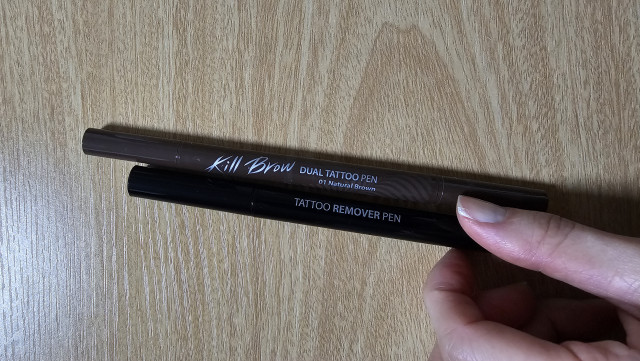 Kill Brow DUAL TATTOO PEN
01 Natural Brown
TATTOO REMOVER PEN